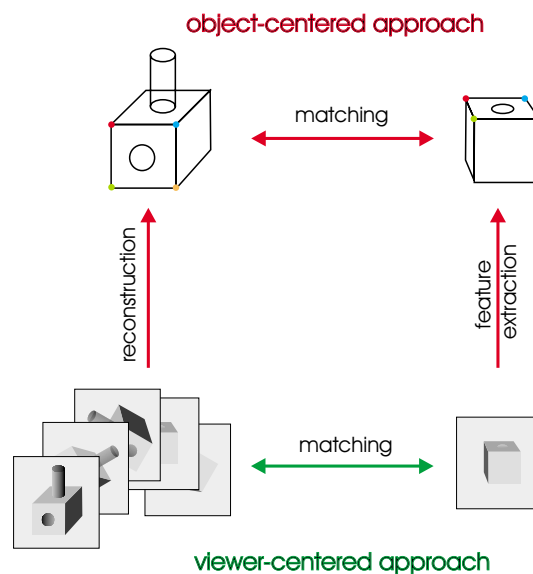 object-centered approach
matching
reconstruction
feature
extraction
matching
viewer-centered approach